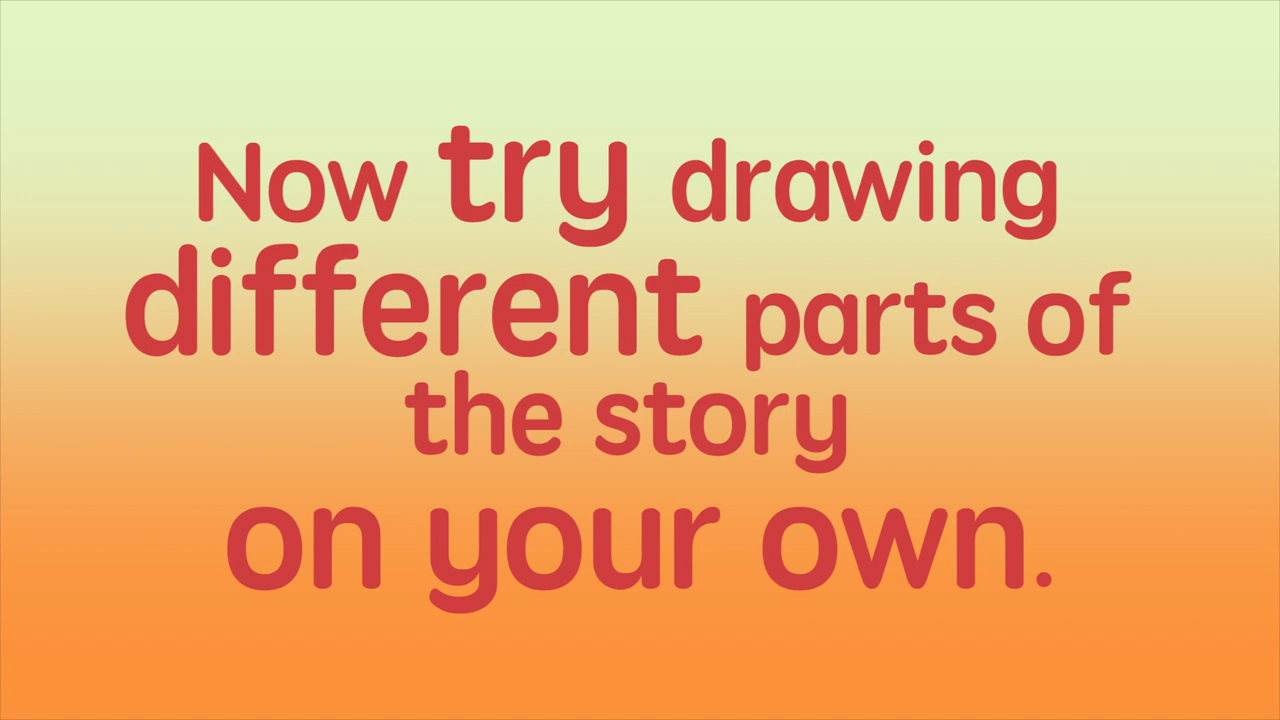 Now try drawing
different parts of
the story
on your own.